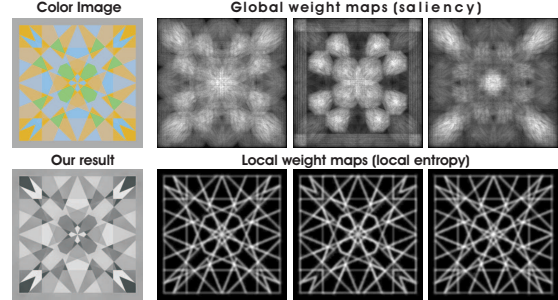 Color Image
Global weight maps (saliency)
Our result
Local weight maps (local entropy)